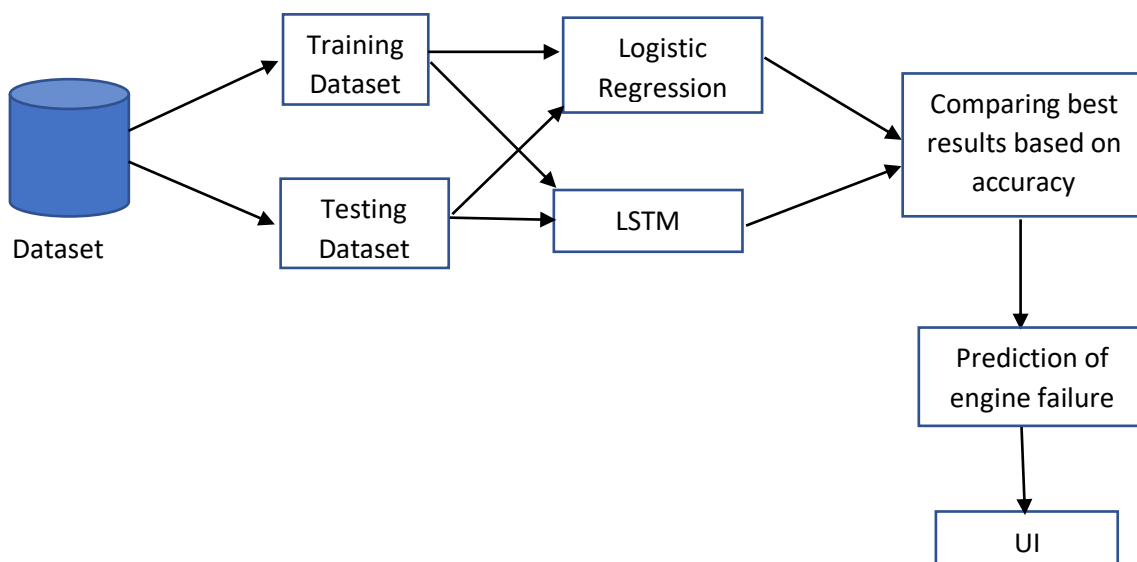 Training
Dataset
Logistic
Regression
Comparing best
results based on
accuracy
Testing
Dataset
LSTM
Dataset
Prediction of
engine failure
UI